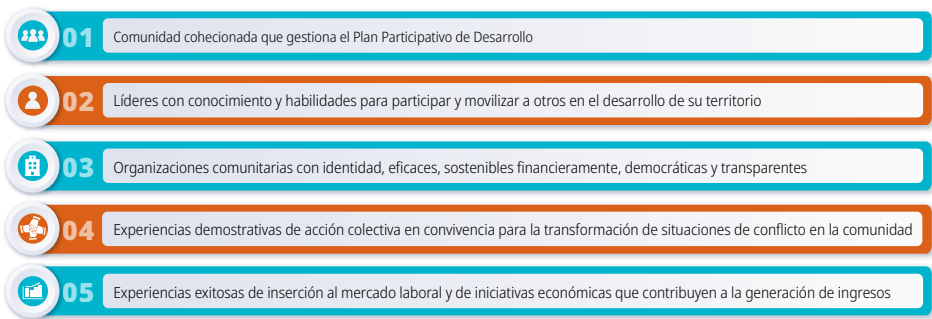 01 Comunidad cohecionada que gestiona el Plan Participativo de Desarrollo
02 Líderes con conocimiento y habilidades para participar y movilizar a otros en el desarrollo de su territorio
03 Organizaciones comunitarias con identidad, eficaces, sostenibles financieramente, democráticas y transparentes
04 Experiencias demostrativas de acción colectiva en convivencia para la transformación de situaciones de conflicto en la comunidad
05 Experiencias exitosas de inserción al mercado laboral y de iniciativas económicas que contribuyen a la generación de ingresos